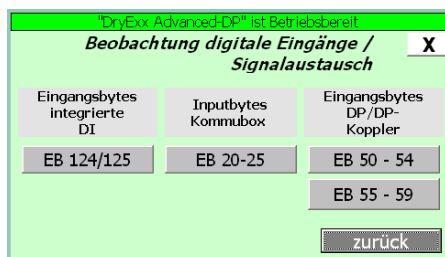 "DryExx Advanced-DP" ist Betriebsbereit
Beobachtung digitale Eingänge /
Signalaustausch
X
Eingangsbytes
integrierte
DI
Inputbytes
Kommubox
Eingangsbytes
DP/DP-
Koppler
EB 124/125
EB 20-25
EB 50 - 54
EB 55 - 59
zurück